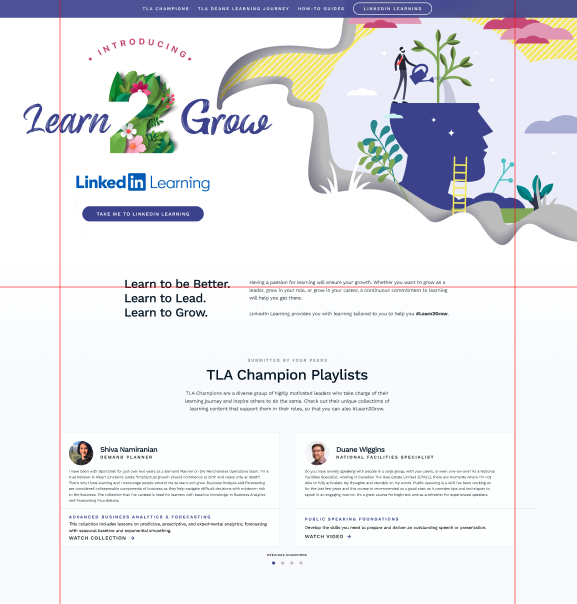 TLA CHAMPIONS TLA DEANS LEARNING JOURNEY HOW-TO GUIDES LINKEDIN LEARNING
• INTRODUCING •
Learn 2 Grow
LinkedIn Learning
TAKE ME TO LINKEDIN LEARNING
Learn to be Better.
Learn to Lead.
Learn to Grow.
Having a passion for learning will ensure your growth. Whether you want to grow as a
leader, grow in your role, or grow in your career, a continuous commitment to learning
will help you get there.
LinkedIn Learning provides you with learning tailored to you to help you #Learn2Grow.
SUBMITTED BY YOUR PEERS
TLA Champion Playlists
TLA Champions are a diverse group of highly motivated leaders who take charge of their
learning journey and inspire others to do the same. Check out their unique collections of
learning content that support them in their roles, so that you can also #Learn2Grow.
Shiva Namiranian
DEMAND PLANNER
ADVANCED BUSINESS ANALYTICS & FORECASTING
This collection includes lessons on predictive, prescriptive, and experimental analytics; forecasting
with seasonal baseline and exponential smoothing.
WATCH COLLECTION →
Duane Wiggins
NATIONAL FACILITIES SPECIALIST
PUBLIC SPEAKING FOUNDATIONS
Develop the skills you need to prepare and deliver an outstanding speech or presentation.
WATCH VIDEO →